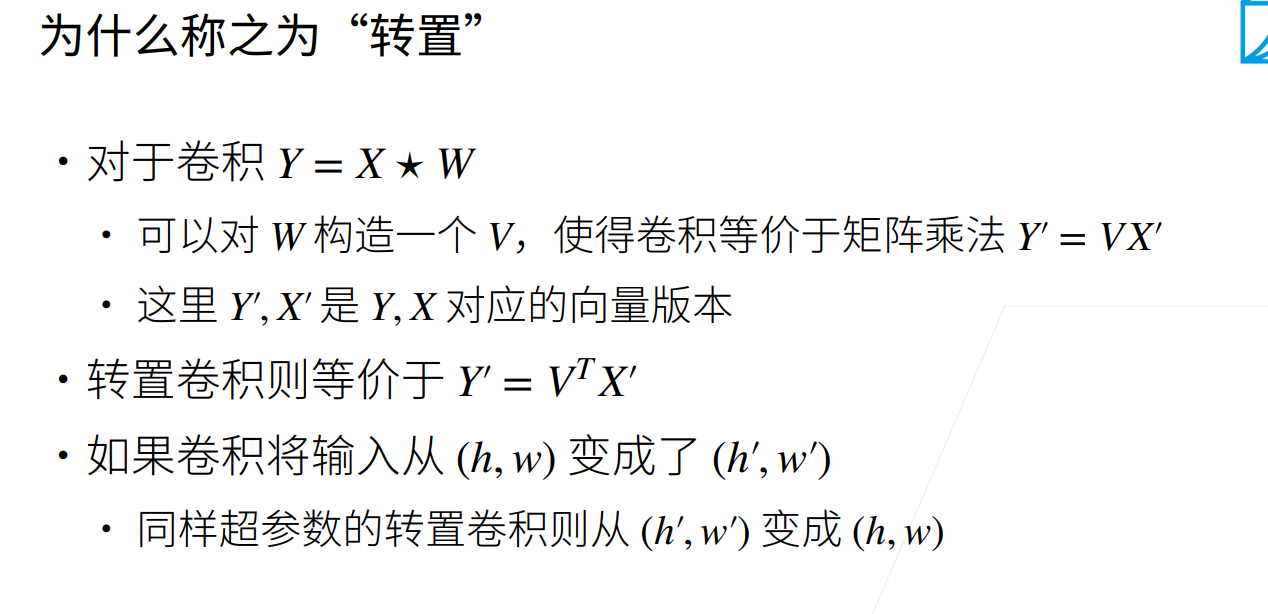 为什么称之为“转置”
• 对于卷积 Y = X ★ W
• 可以对 W 构造一个 V，使得卷积等价于矩阵乘法 Y′ = VX′
• 这里 Y′, X′ 是 Y, X 对应的向量版本
• 转置卷积则等价于 Y′ = VᵀX′
• 如果卷积将输入从 (h, w) 变成了 (h′, w′)
• 同样超参数的转置卷积则从 (h′, w′) 变成 (h, w)